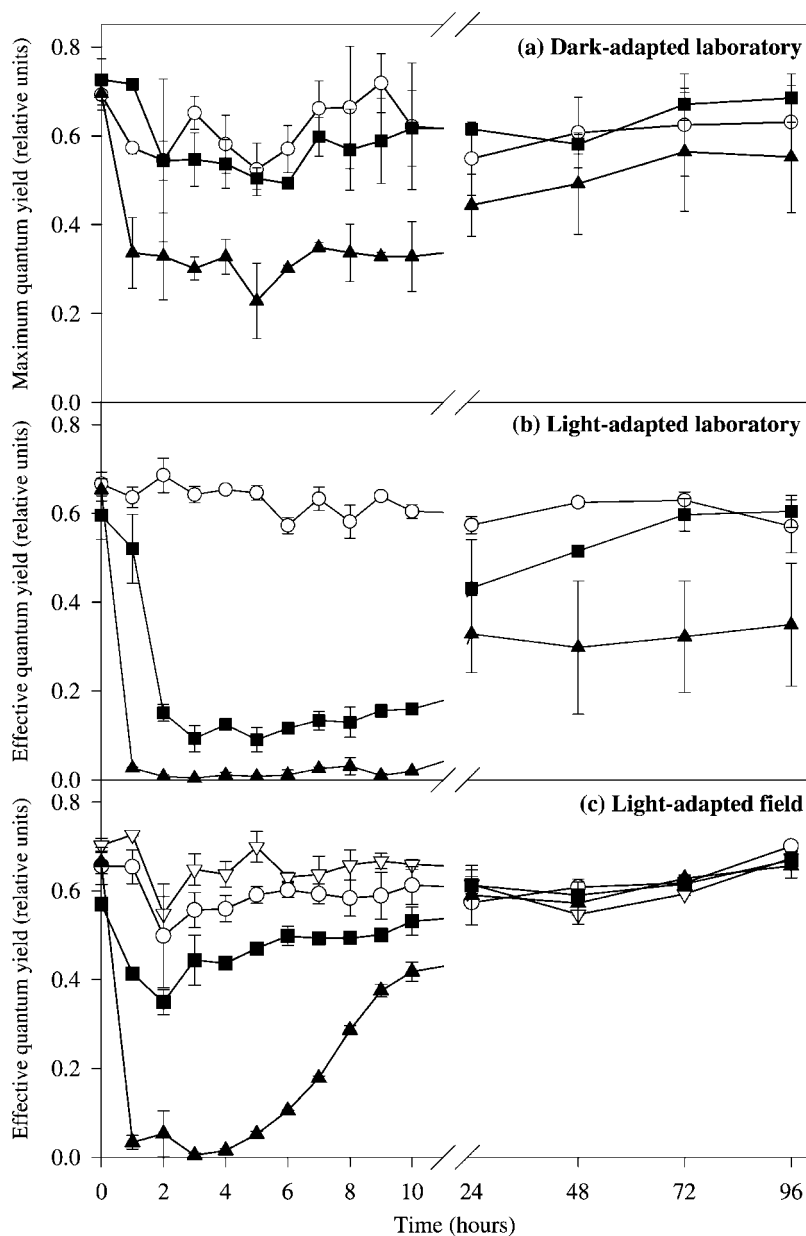 (a) Dark-adapted laboratory
Maximum quantum yield (relative units)
0.8
0.6
0.4
0.2
0.0
(b) Light-adapted laboratory
Effective quantum yield (relative units)
0.8
0.6
0.4
0.2
0.0
(c) Light-adapted field
Effective quantum yield (relative units)
0.8
0.6
0.4
0.2
0.0
0 2 4 6 8 10 24 48 72 96
Time (hours)